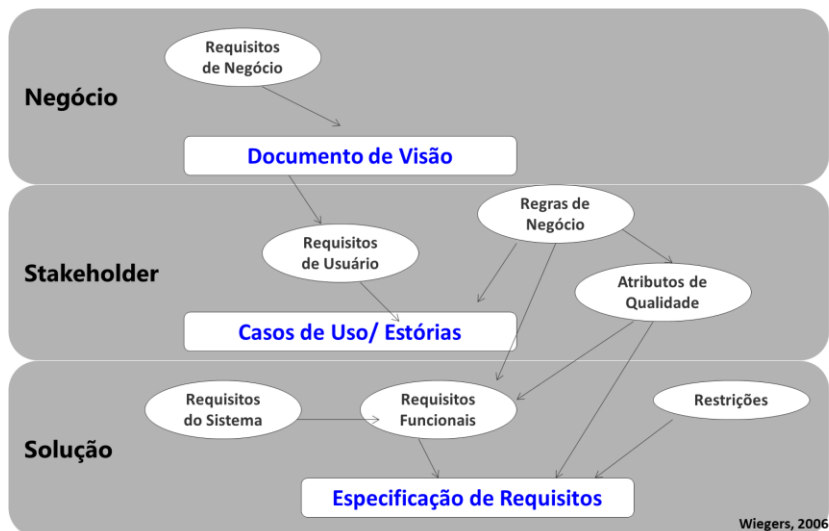 Requisitos
de Negócio
Negócio
Documento de Visão
Regras de
Negócio
Requisitos
de Usuário
Stakeholder
Atributos de
Qualidade
Casos de Uso/ Estórias
Requisitos
do Sistema
Requisitos
Funcionais
Restrições
Solução
Especificação de Requisitos
Wiegers, 2006